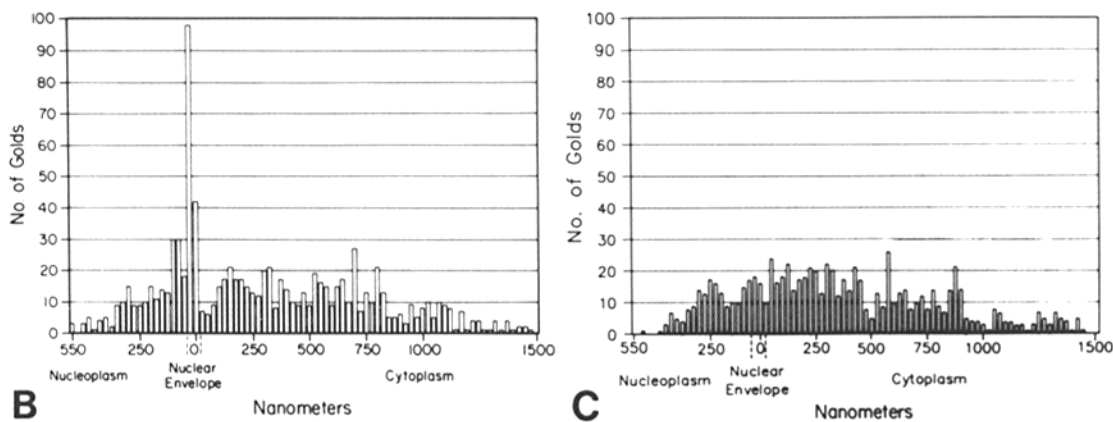 100
90
80
70
60
50
40
30
20
10
0
No of Golds
550 250 0 250 750 1000 1500
Nucleoplasm Nuclear Envelope Cytoplasm
B Nanometers
100
90
80
70
60
50
40
30
20
10
0
No. of Golds
550 250 0 250 500 1000 1500
Nucleoplasm Nuclear Envelope Cytoplasm
C Nanometers